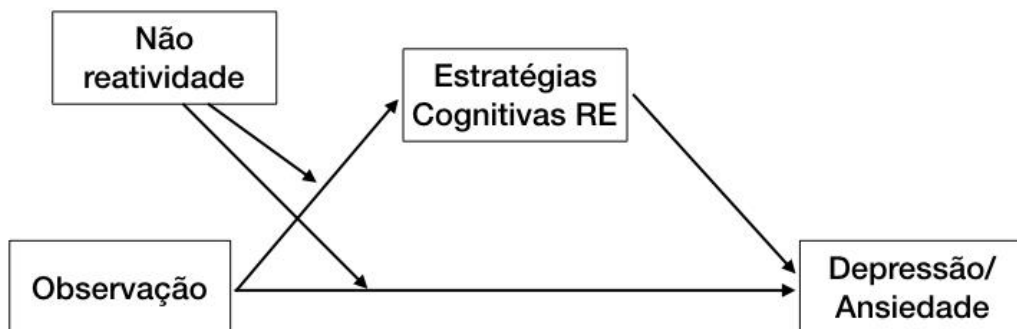 Não
reatividade
Estratégias
Cognitivas RE
Observação
Depressão/
Ansiedade